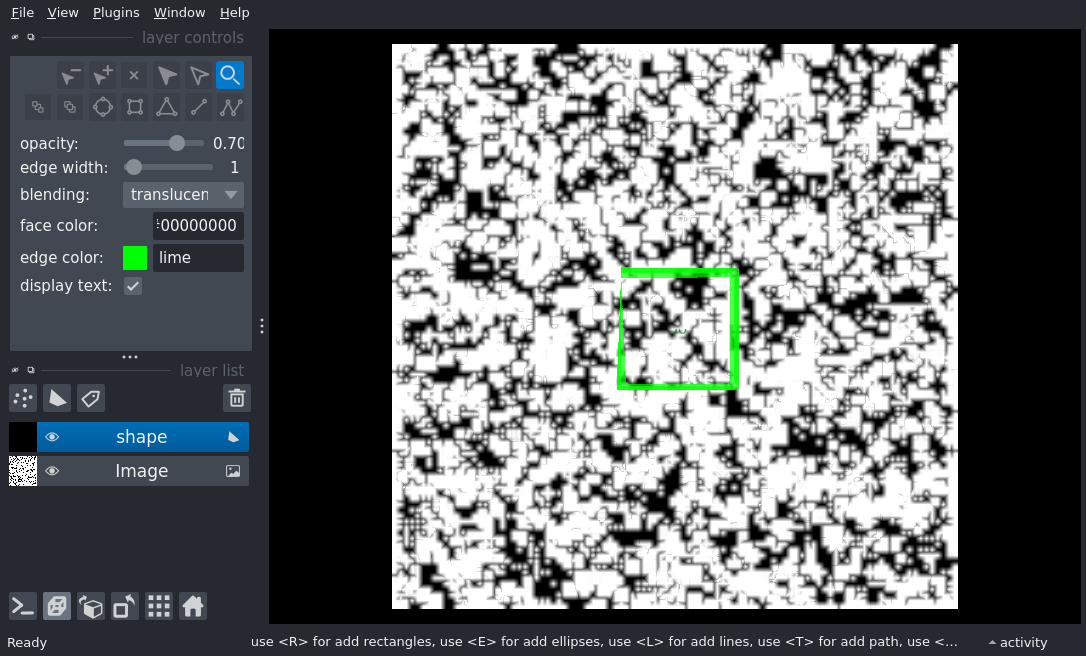 File View Plugins Window Help
layer controls
opacity: 0.70
edge width: 1
blending: translucen
face color: 00000000
edge color: lime
display text:
layer list
shape
Image
Ready use <R> for add rectangles, use <E> for add ellipses, use <L> for add lines, use <T> for add path, use <... activity